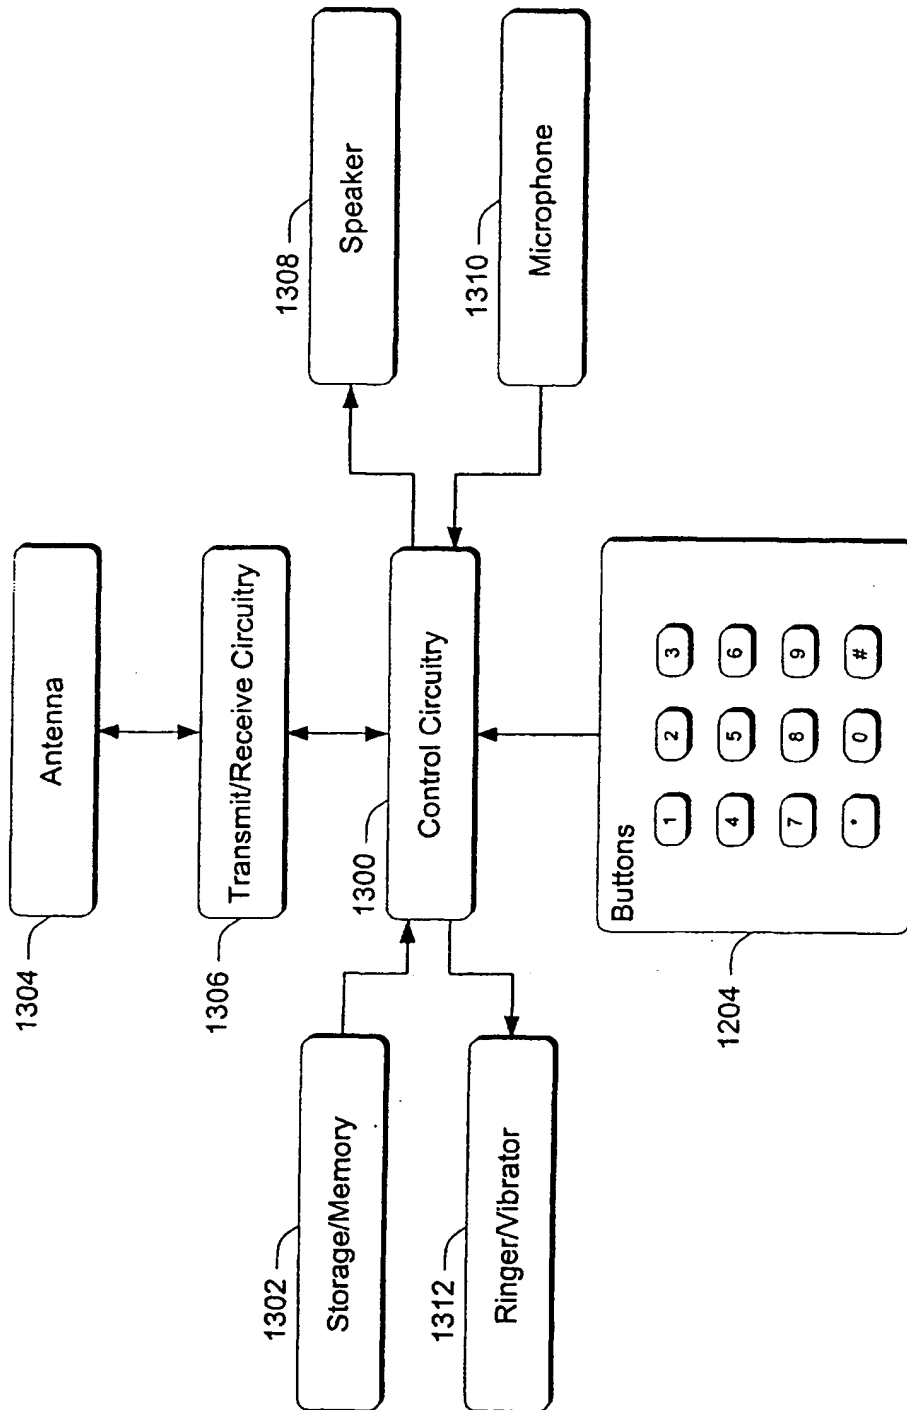 1304
Antenna
1306
Transmit/Receive Circuitry
1302
Storage/Memory
1300
Control Circuitry
1308
Speaker
1312
Ringer/Vibrator
1310
Microphone
1204
Buttons
1 2 3
4 5 6
7 8 9
* 0 #